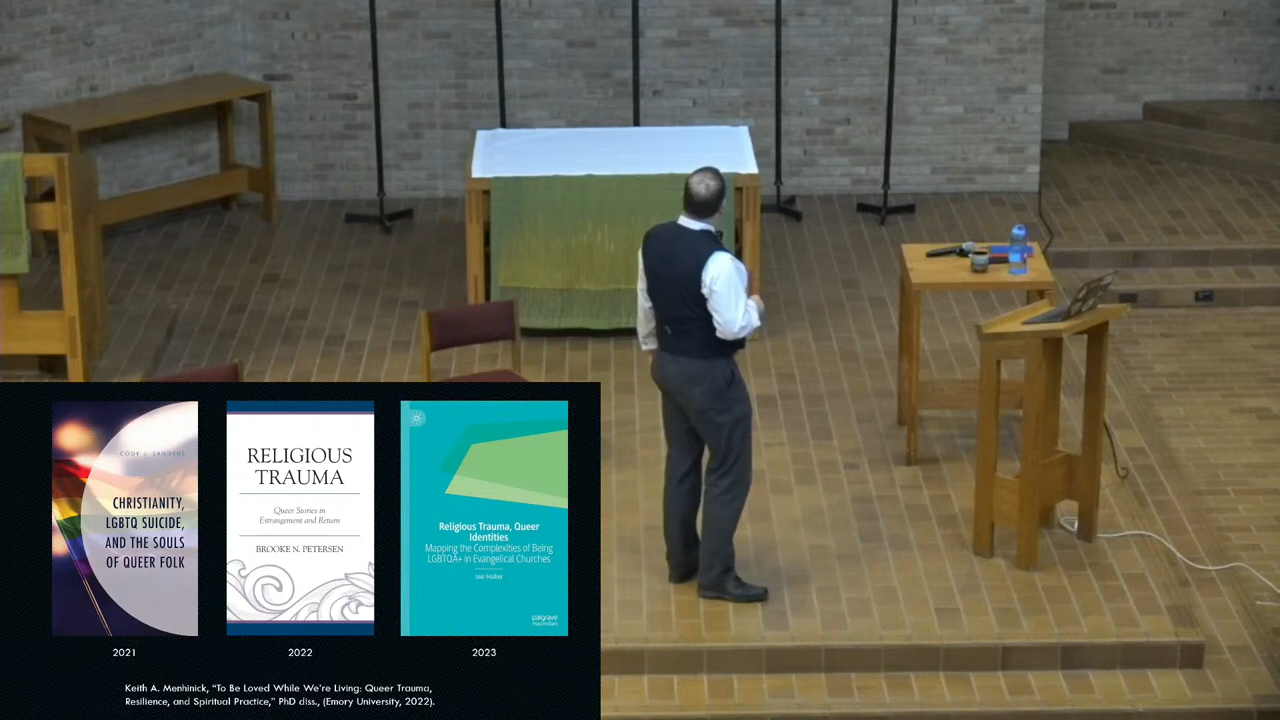 CODY J. SANDERS
CHRISTIANITY,
LGBTQ SUICIDE,
AND THE SOULS
OF QUEER FOLK
2021
RELIGIOUS
TRAUMA
Queer Stories in
Estrangement and Return
BROOKE N. PETERSEN
2022
Religious Trauma, Queer
Identities
Mapping the Complexities of Being
LGBTQA+ in Evangelical Churches
Joel Hollier
palgrave
macmillan
2023
Keith A. Menhinick, “To Be Loved While We’re Living: Queer Trauma,
Resilience, and Spiritual Practice,” PhD diss., (Emory University, 2022).